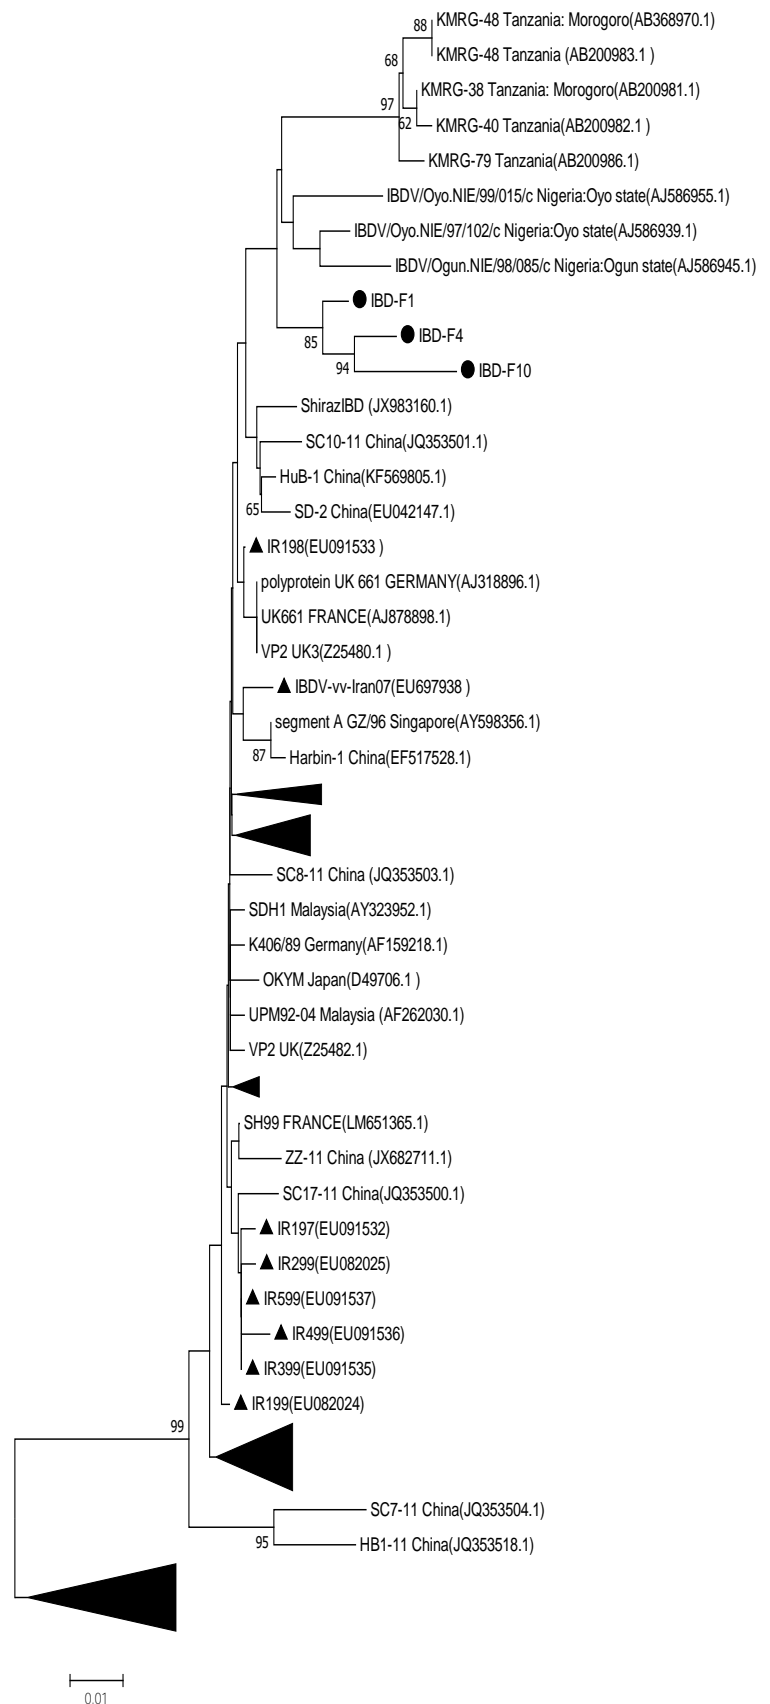 KMRG-48 Tanzania: Morogoro(AB368970.1)
88
KMRG-48 Tanzania (AB200983.1 )
68
KMRG-38 Tanzania: Morogoro(AB200981.1)
97
62
KMRG-40 Tanzania(AB200982.1 )
KMRG-79 Tanzania(AB200986.1)
IBDV/Oyo.NIE/99/015/c Nigeria:Oyo state(AJ586955.1)
IBDV/Oyo.NIE/97/102/c Nigeria:Oyo state(AJ586939.1)
IBDV/Ogun.NIE/98/085/c Nigeria:Ogun state(AJ586945.1)
IBD-F1
85
IBD-F4
94
IBD-F10
ShirazIBD (JX983160.1)
SC10-11 China(JQ353501.1)
HuB-1 China(KF569805.1)
65
SD-2 China(EU042147.1)
IR198(EU091533 )
polyprotein UK 661 GERMANY(AJ318896.1)
UK661 FRANCE(AJ878898.1)
VP2 UK3(Z25480.1 )
IBDV-vv-Iran07(EU697938 )
segment A GZ/96 Singapore(AY598356.1)
87
Harbin-1 China(EF517528.1)
SC8-11 China (JQ353503.1)
SDH1 Malaysia(AY323952.1)
K406/89 Germany(AF159218.1)
OKYM Japan(D49706.1 )
UPM92-04 Malaysia (AF262030.1)
VP2 UK(Z25482.1)
SH99 FRANCE(LM651365.1)
ZZ-11 China (JX682711.1)
SC17-11 China(JQ353500.1)
IR197(EU091532)
IR299(EU082025)
IR599(EU091537)
IR499(EU091536)
IR399(EU091535)
IR199(EU082024)
99
SC7-11 China(JQ353504.1)
95
HB1-11 China(JQ353518.1)
0.01